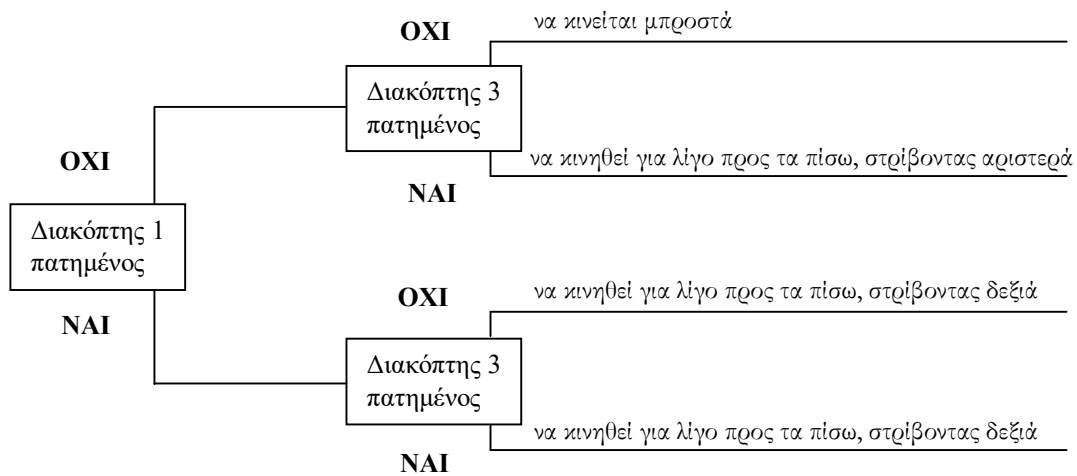 ΟΧΙ
να κινείται μπροστά
Διακόπτης 3
πατημένος
ΟΧΙ
να κινηθεί για λίγο προς τα πίσω, στρίβοντας αριστερά
ΝΑΙ
Διακόπτης 1
πατημένος
ΟΧΙ
να κινηθεί για λίγο προς τα πίσω, στρίβοντας δεξιά
ΝΑΙ
Διακόπτης 3
πατημένος
να κινηθεί για λίγο προς τα πίσω, στρίβοντας δεξιά
ΝΑΙ